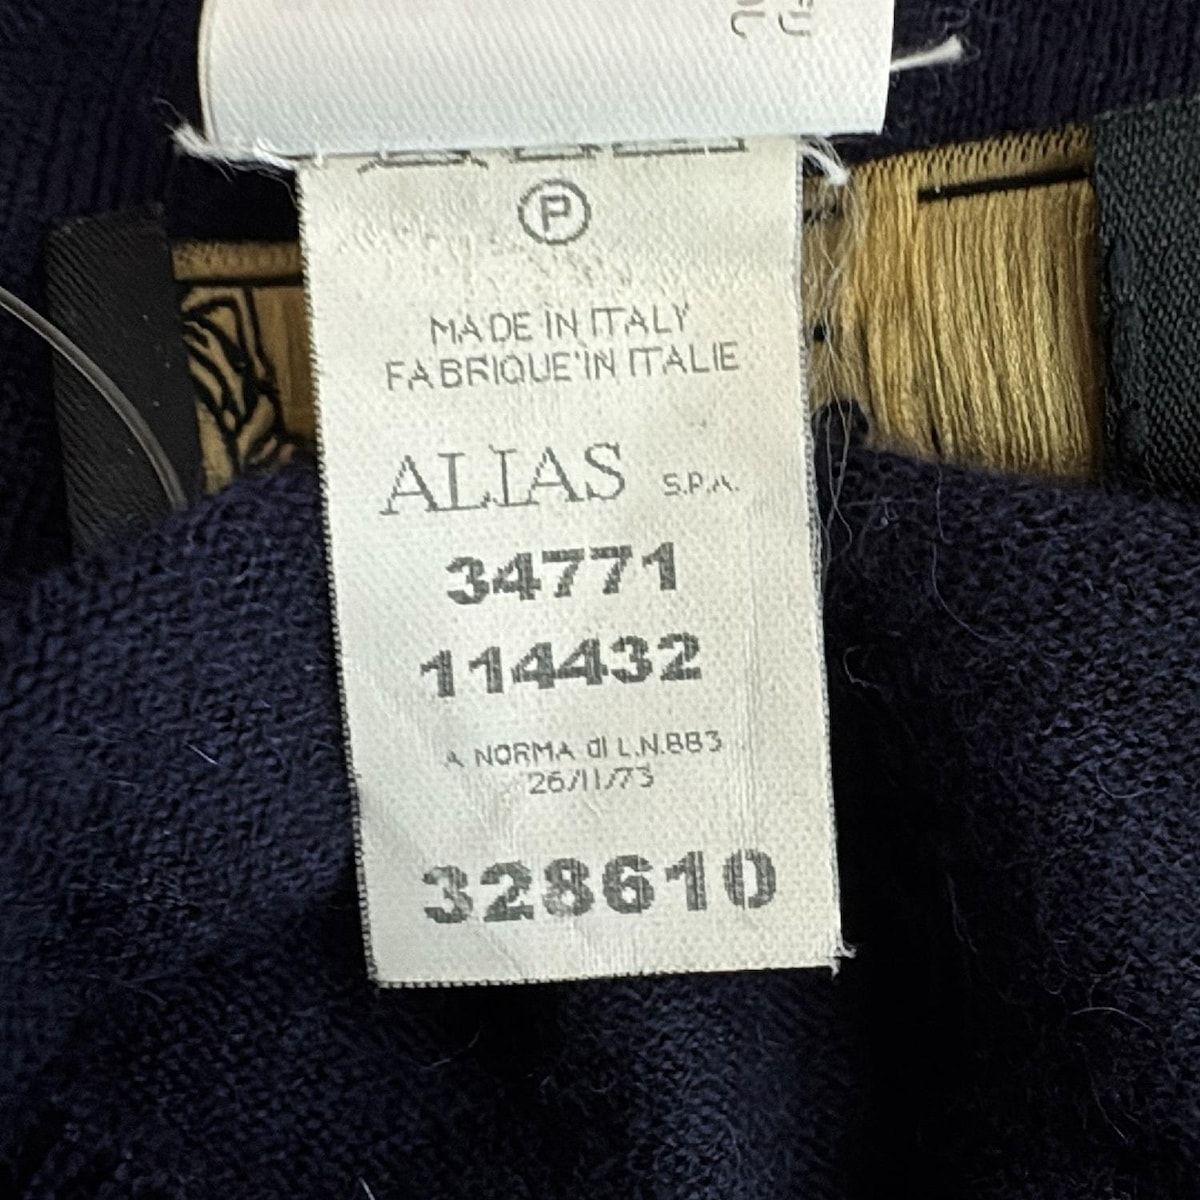 P
MADE IN ITALY
FABRIQUE'IN ITALIE
ALIAS S.P.A.
34771
114432
A NORMA di L.N.883
26/11/73
328610